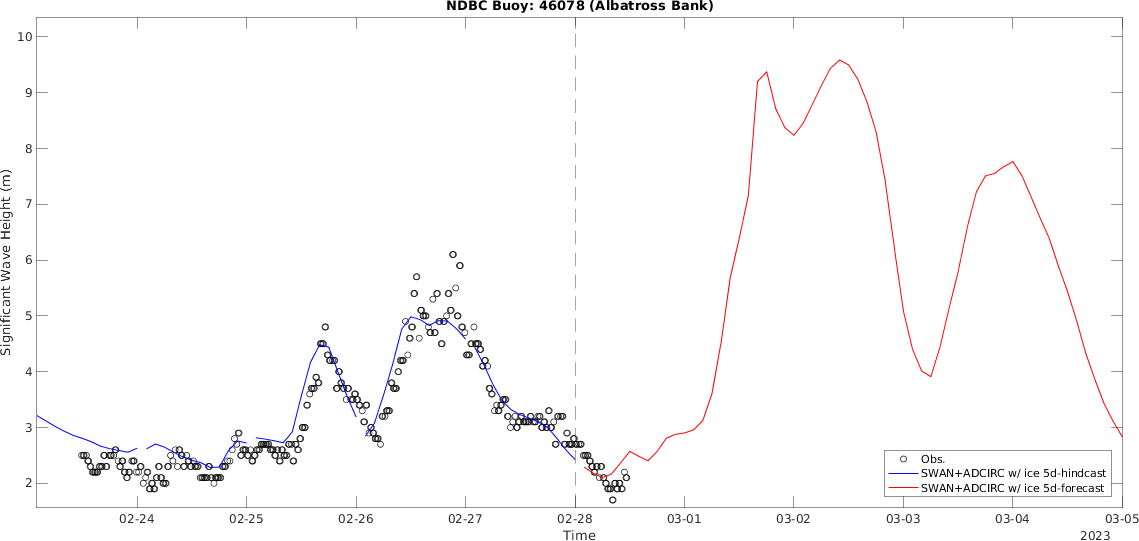 NDBC Buoy: 46078 (Albatross Bank)
10
9
8
7
6
5
4
3
2
Significant Wave Height (m)
Obs.
SWAN+ADCIRC w/ ice 5d-hindcast
SWAN+ADCIRC w/ ice 5d-forecast
02-24 02-25 02-26 02-27 02-28 03-01 03-02 03-03 03-04 03-05
Time
2023